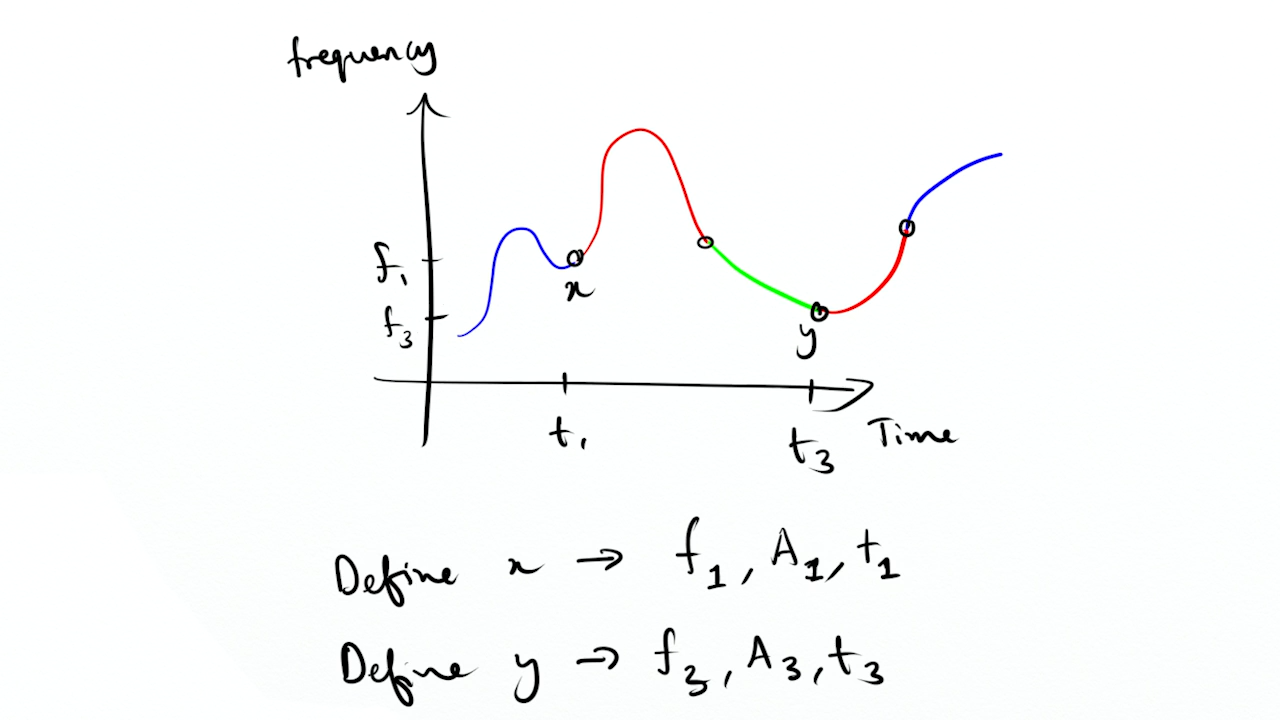 frequency
f₁
x
f₃
y
t₁
t₃
Time
Define x → f₁, A₁, t₁
Define y → f₃, A₃, t₃